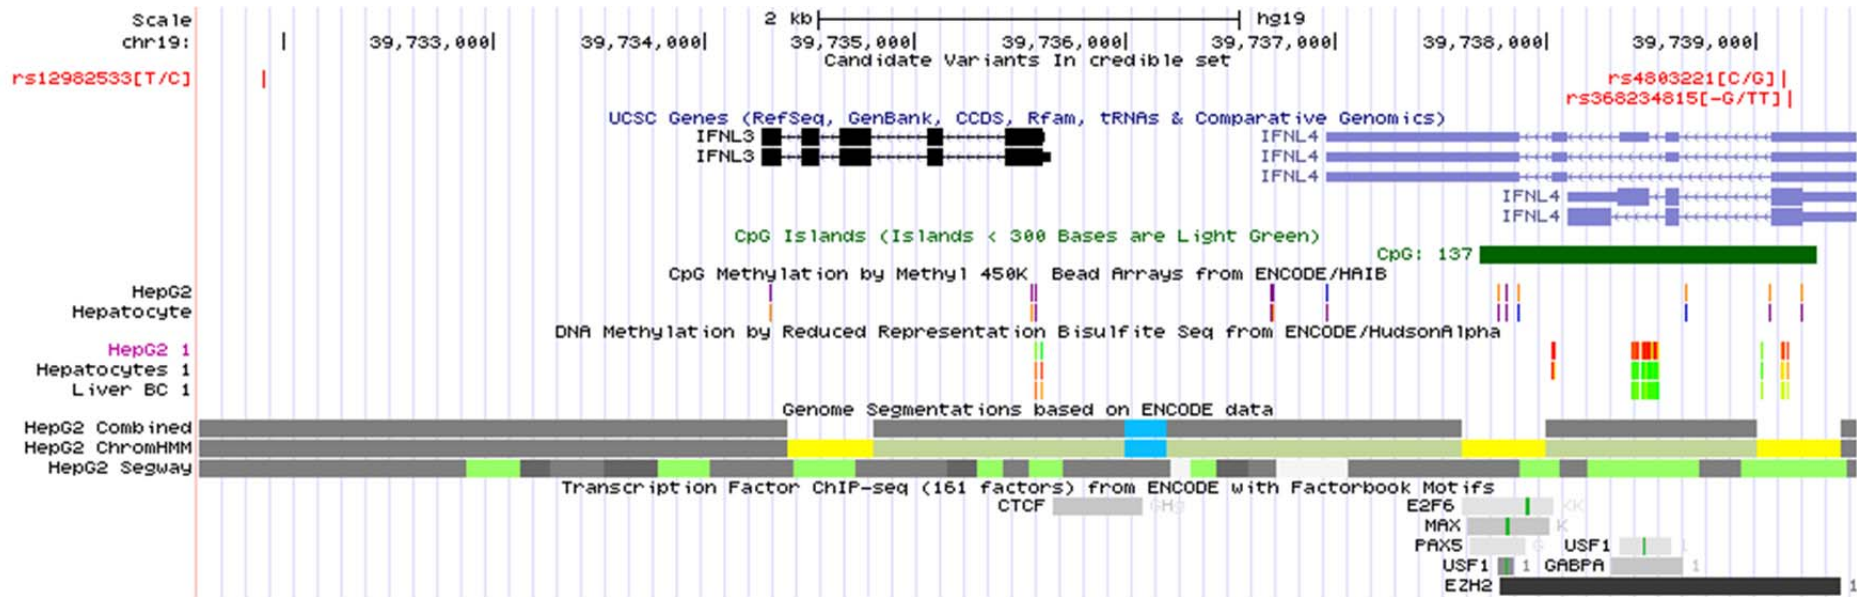 Scale 2 kb hg19
chr19: 39,733,000 39,734,000 39,735,000 39,736,000 39,737,000 39,738,000 39,739,000
Candidate Variants In credible set
rs12982533[T/C] rs4803221[C/G]
rs368234815[-G/TT]
UCSC Genes (RefSeq, GenBank, CCDS, Rfam, tRNAs & Comparative Genomics)
IFNL3 IFNL4
IFNL3 IFNL4
IFNL4
IFNL4
IFNL4
CpG Islands (Islands < 300 Bases are Light Green)
CpG: 137
CpG Methylation by Methyl 450K Bead Arrays from ENCODE/HAIB
HepG2
Hepatocyte
DNA Methylation by Reduced Representation Bisulfite Seq from ENCODE/HudsonAlpha
HepG2 1
Hepatocytes 1
Liver BC 1
Genome Segmentations based on ENCODE data
HepG2 Combined
HepG2 ChromHMM
HepG2 Segway
Transcription Factor ChIP-seq (161 factors) from ENCODE with Factorbook Motifs
CTCF E2F6
MAX K
PAX5 G USF1
USF1 1 GABPA 1
EZH2 1